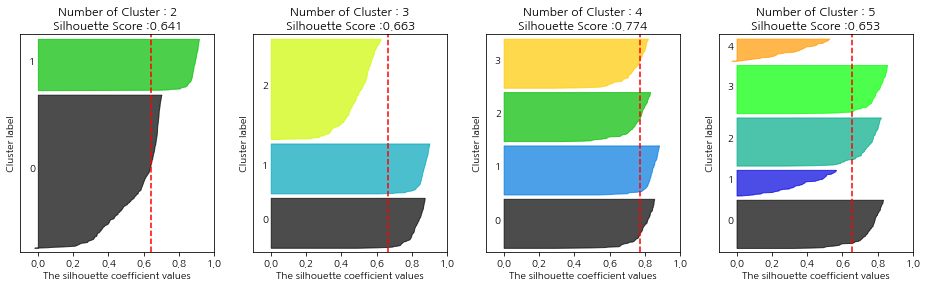 Number of Cluster : 2
Silhouette Score :0.641
Cluster label
1
0
0.0 0.2 0.4 0.6 0.8 1.0
The silhouette coefficient values
Number of Cluster : 3
Silhouette Score :0.663
Cluster label
2
1
0
0.0 0.2 0.4 0.6 0.8 1.0
The silhouette coefficient values
Number of Cluster : 4
Silhouette Score :0.774
Cluster label
3
2
1
0
0.0 0.2 0.4 0.6 0.8 1.0
The silhouette coefficient values
Number of Cluster : 5
Silhouette Score :0.653
Cluster label
4
3
2
1
0
0.0 0.2 0.4 0.6 0.8 1.0
The silhouette coefficient values